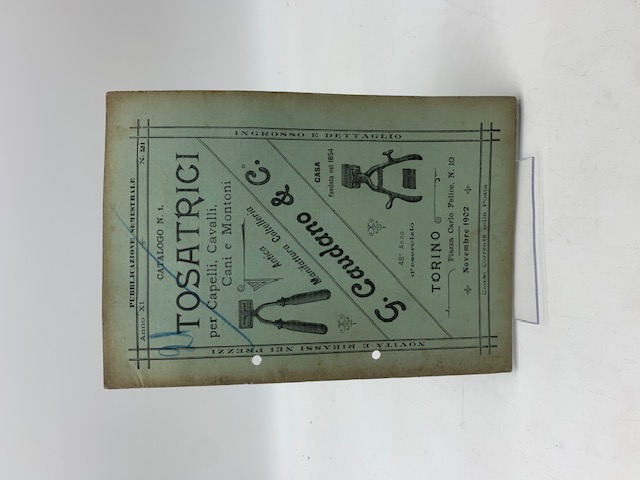 PUBBLICAZIONE SEMESTRALE
Anno XI N. 21
INGROSSO E DETTAGLIO
NOVITÀ E RIBASSI NEI PREZZI
CATALOGO N. 1.
TOSATRICI
per Capelli, Cavalli,
Cani e Montoni
Antica
Manifattura Coltelleria
G. Caudano & C.º
CASA
fondata nel 1854
48º Anno
d'esercizio
TORINO
Piazza Carlo Felice, N. 10
Novembre 1902
Conto Corrente colla Posta